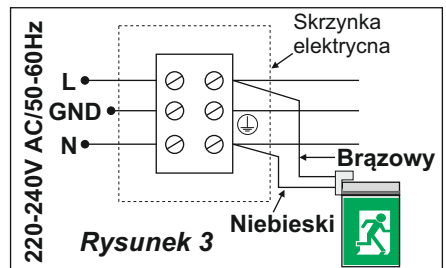 220-240V AC/50-60Hz
Skrzynka
elektrycna
L
GND
N
Brązowy
Niebieski
Rysunek 3